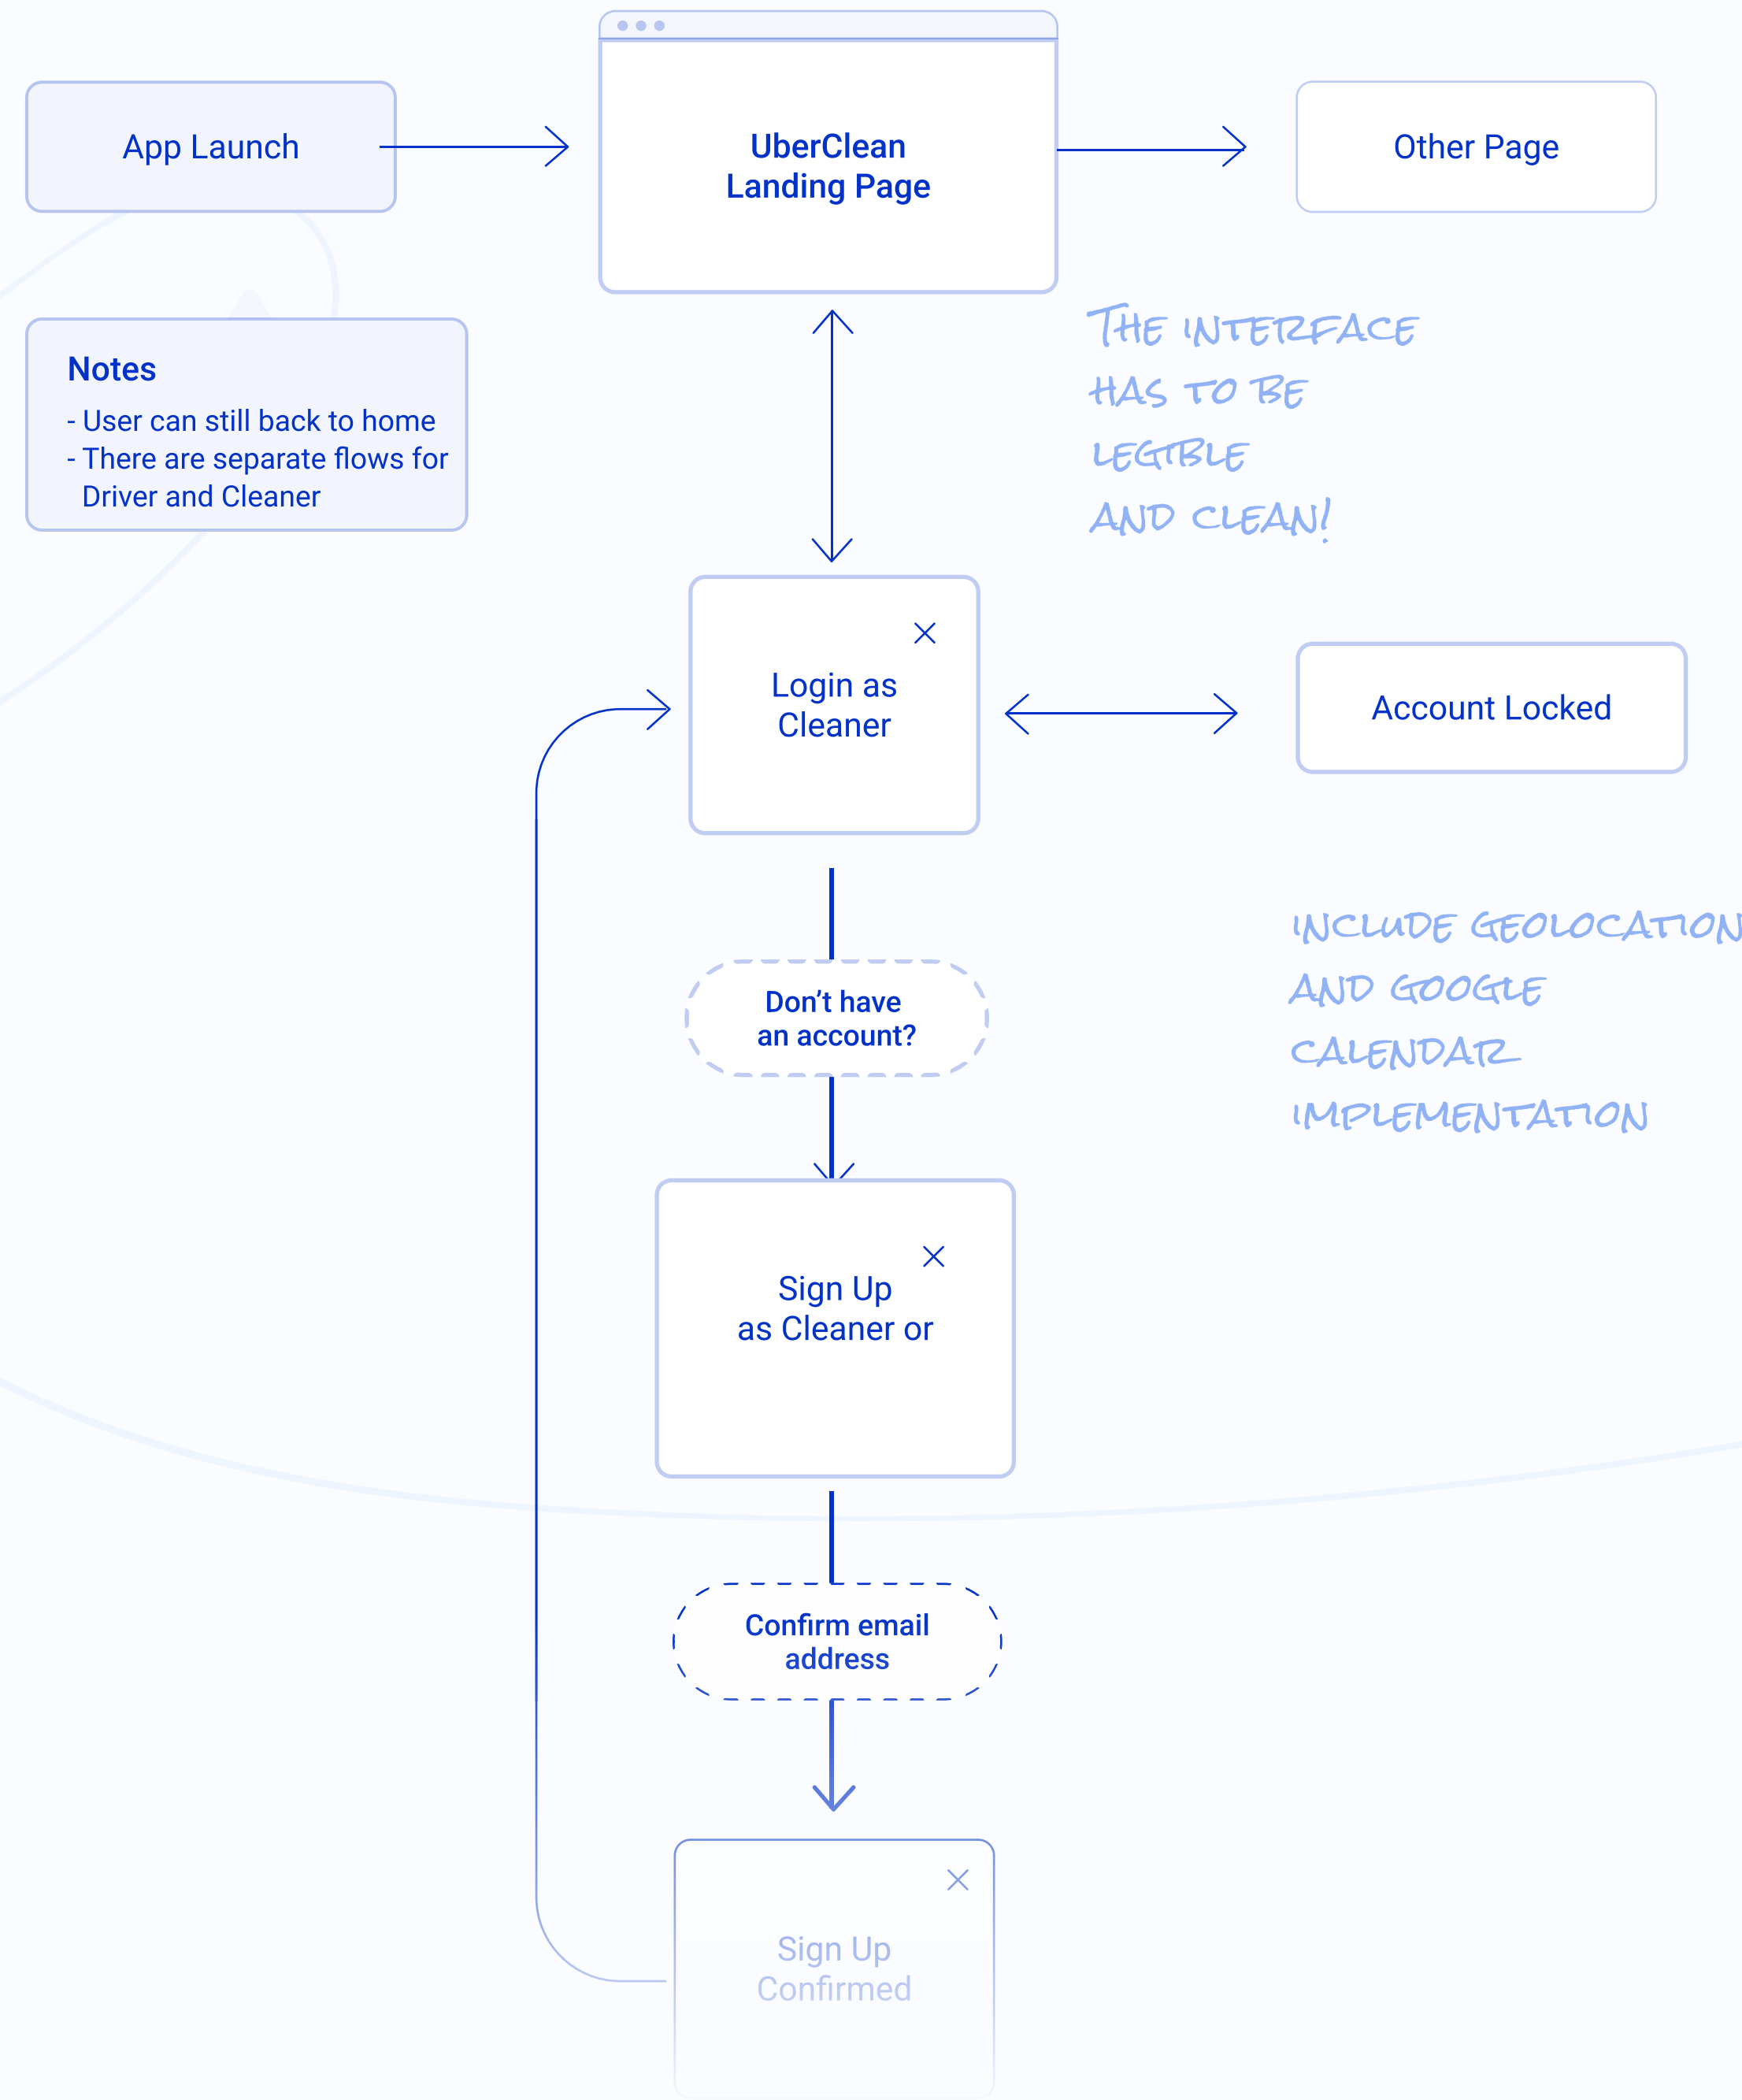 App Launch
UberClean
Landing Page
Other Page
Notes
- User can still back to home
- There are separate flows for
Driver and Cleaner
THE INTERFACE
HAS TO BE
LEGIBLE
AND CLEAN!
Login as
Cleaner
Account Locked
Don’t have
an account?
INCLUDE GEOLOCATION
AND GOOGLE
CALENDAR
IMPLEMENTATION
Sign Up
as Cleaner or
Confirm email
address
Sign Up
Confirmed